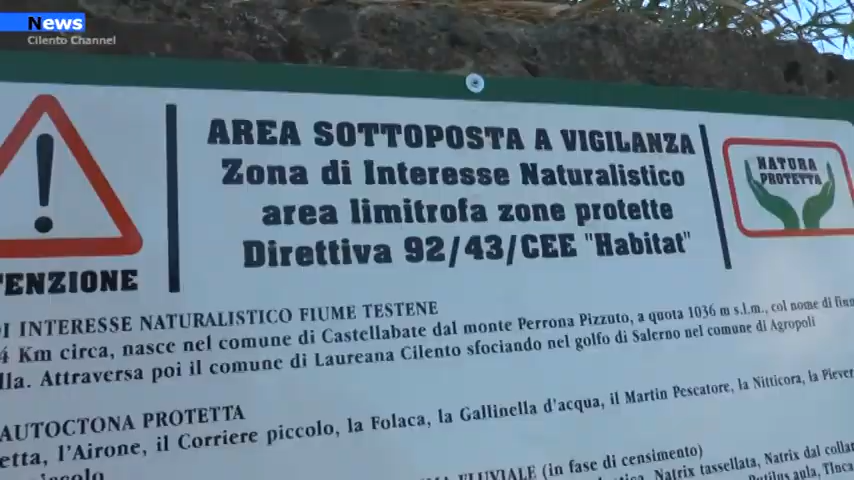 News
Cilento Channel
AREA SOTTOPOSTA A VIGILANZA
Zona di Interesse Naturalistico
area limitrofa zone protette
Direttiva 92/43/CEE "Habitat"
NATURA
PROTETTA
TENZIONE
DI INTERESSE NATURALISTICO FIUME TESTENE
4 Km circa, nasce nel comune di Castellabate dal monte Perrona Pizzuto, a quota 1036 m s.l.m., col nome di
lla. Attraversa poi il comune di Laureana Cilento sfociando nel golfo di Salerno nel comune di Agropoli
AUTOCTONA PROTETTA
etta, l'Airone, il Corriere piccolo, la Folaca, la Gallinella d'acqua, il Martin Pescatore, la Nitticora, la
FLUVIALE (in fase di censimento)
Natrix tassellata, Natrix dal